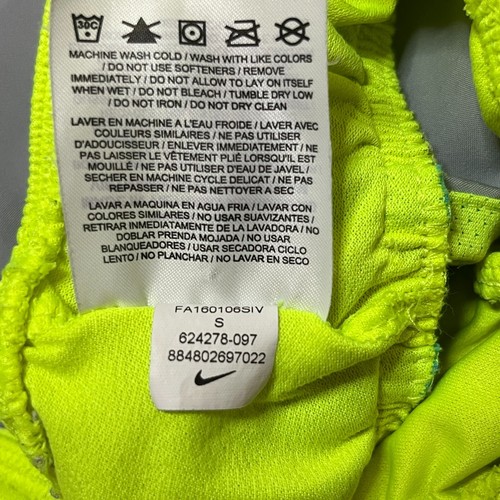 30C
MACHINE WASH COLD / WASH WITH LIKE COLORS
/ DO NOT USE SOFTENERS / REMOVE
IMMEDIATELY / DO NOT ALLOW TO LAY ON ITSELF
WHEN WET / DO NOT BLEACH / TUMBLE DRY LOW
/ DO NOT IRON / DO NOT DRY CLEAN
LAVER EN MACHINE A L'EAU FROIDE / LAVER AVEC
COULEURS SIMILAIRES / NE PAS UTILISER
D'ADOUCISSEUR / ENLEVER IMMEDIATEMENT / NE
PAS LAISSER LE VÊTEMENT PLIÉ LORSQU'IL EST
MOUILLÉ / NE PAS UTILISER D'EAU DE JAVEL /
SECHER EN MACHINE CYCLE DELICAT / NE PAS
REPASSER / NE PAS NETTOYER A SEC
LAVAR A MAQUINA EN AGUA FRIA / LAVAR CON
COLORES SIMILARES / NO USAR SUAVIZANTES /
RETIRAR INMEDIATAMENTE DE LA LAVADORA / NO
DOBLAR PRENDA MOJADA / NO USAR
BLANQUEADORES / USAR SECADORA CICLO
LENTO / NO PLANCHAR / NO LAVAR EN SECO
FA160106SIV
S
624278-097
884802697022